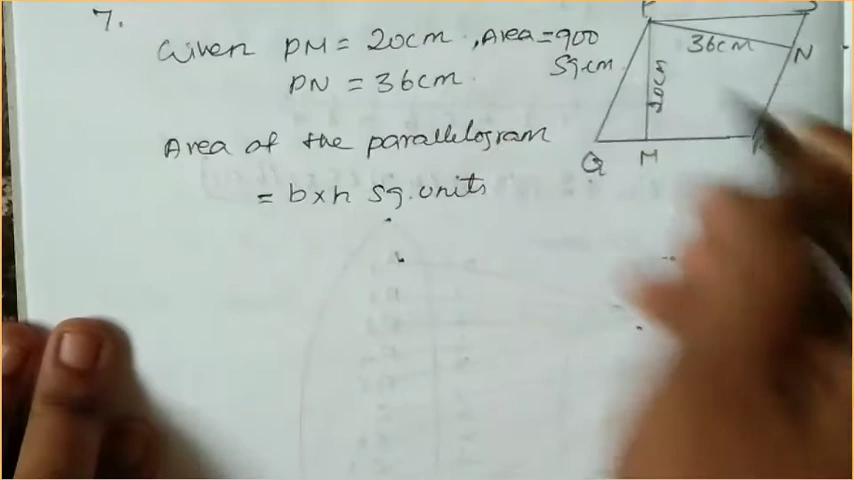 7.
Given PM = 20cm, Area = 900
Sq.cm
PN = 36cm.
Area of the parallelogram
= b x h sq. units
36cm
N
20cm
Q M